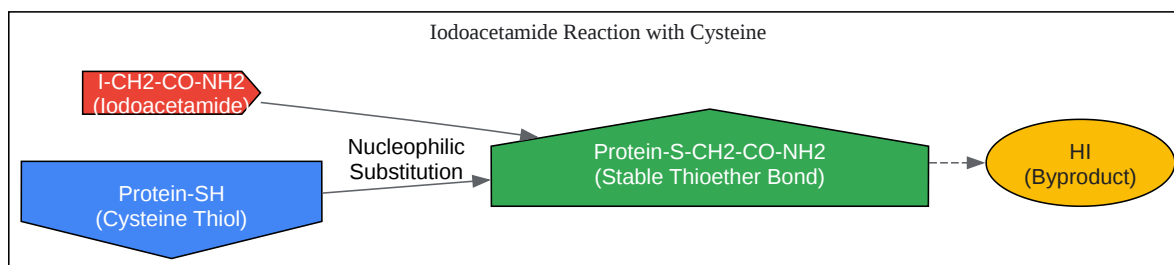 Iodoacetamide Reaction with Cysteine
I-CH2-CO-NH2
(Iodoacetamide)
Nucleophilic
Substitution
Protein-SH
(Cysteine Thiol)
Protein-S-CH2-CO-NH2
(Stable Thioether Bond)
HI
(Byproduct)